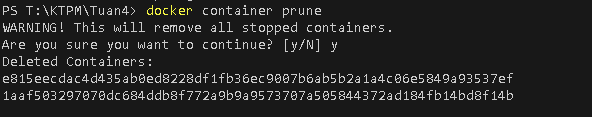 PS T:\KTPM\Tuan4> docker container prune
WARNING! This will remove all stopped containers.
Are you sure you want to continue? [y/N] y
Deleted Containers:
e815eecdac4d435ab0ed8228df1fb36ec9007b6ab5b2a1a4c06e5849a93537ef
1aaf503297070dc684ddb8f772a9b9a9573707a505844372ad184fb14bd8f14b